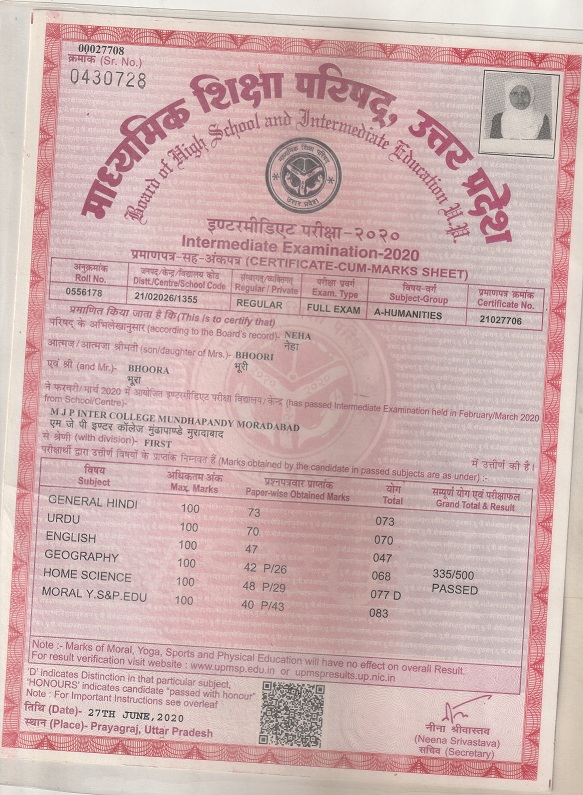 00027708
क्रमांक (Sr. No.)
0430728
माध्यमिक शिक्षा परिषद्, उत्तर प्रदेश
Board of High School and Intermediate Education U.P.
इण्टरमीडिएट परीक्षा-२०२०
Intermediate Examination-2020
प्रमाणपत्र-सह-अंकपत्र (CERTIFICATE-CUM-MARKS SHEET)
अनुक्रमांक जनपद/केन्द्र/विद्यालय कोड संस्थागत/व्यक्तिगत परीक्षा प्रकार विषय-वर्ग प्रमाणपत्र क्रमांक
Roll No. Distt./Centre/School Code Regular / Private Exam. Type Subject-Group Certificate No.
0556178 21/02026/1355 REGULAR FULL EXAM A-HUMANITIES 21027706
प्रमाणित किया जाता है कि(This is to certify that)
परिषद के अभिलेखानुसार (according to the Board's record)- NEHA
नेहा
आत्मज/आत्मजा श्रीमती (son/daughter of Mrs.)- BHOORI
भूरी
एवं श्री (and Mr.)- BHOORA
भूरा
ने फरवरी/मार्च 2020 में आयोजित इण्टरमीडिएट परीक्षा विद्यालय/केन्द्र (has passed Intermediate Examination held in February/March 2020
from School/Centre)-
M J P INTER COLLEGE MUNDHAPANDY MORADABAD
एम जे पी इण्टर कॉलेज मुंढापाण्डे मुरादाबाद
में उत्तीर्ण की है।
से श्रेणी (with division)- FIRST
परीक्षार्थी द्वारा उत्तीर्ण विषयों के प्राप्तांक निम्नवत हैं (Marks obtained by the candidate in passed subjects are as under) :-
विषय अधिकतम अंक प्रश्नपत्रवार प्राप्तांक योग सम्पूर्ण योग एवं परीक्षाफल
Subject Max. Marks Paper-wise Obtained Marks Total Grand Total & Result
GENERAL HINDI 100 73 073
URDU 100 70 070
ENGLISH 100 47 047
GEOGRAPHY 100 42 P/26 068 335/500
HOME SCIENCE 100 48 P/29 077 D PASSED
MORAL Y.S&P.EDU 100 40 P/43 083
Note :- Marks of Moral, Yoga, Sports and Physical Education will have no effect on overall Result.
For result verification visit website : www.upmsp.edu.in or upmspresults.up.nic.in
'D' indicates Distinction in that particular subject,
'HONOURS' indicates candidate "passed with honour"
Note : For Important Instructions see overleaf
तिथि (Date)- 27TH JUNE, 2020
स्थान (Place)- Prayagraj, Uttar Pradesh
नीना श्रीवास्तव
(Neena Srivastava)
सचिव (Secretary)